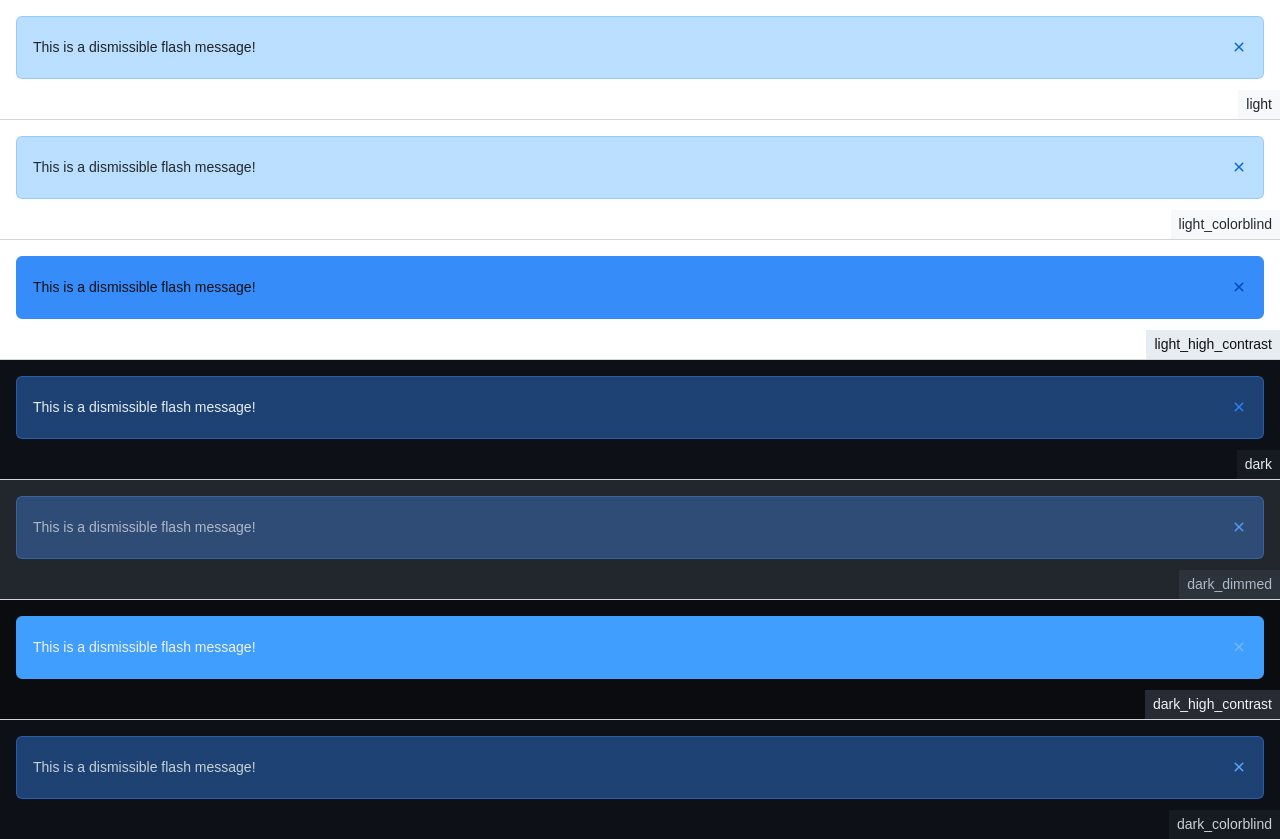 This is a dismissible flash message!
light
This is a dismissible flash message!
light_colorblind
This is a dismissible flash message!
light_high_contrast
This is a dismissible flash message!
dark
This is a dismissible flash message!
dark_dimmed
This is a dismissible flash message!
dark_high_contrast
This is a dismissible flash message!
dark_colorblind